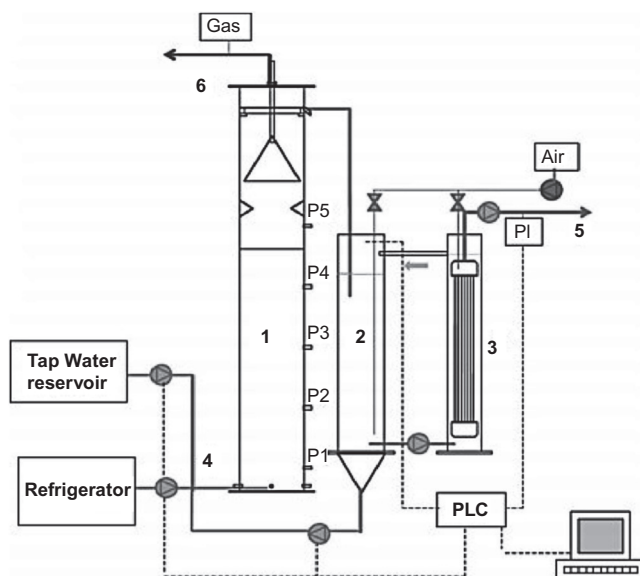 Gas
6
Air
P5
PI
5
P4
1
P3
2
3
Tap Water
reservoir
P2
4
P1
Refrigerator
PLC